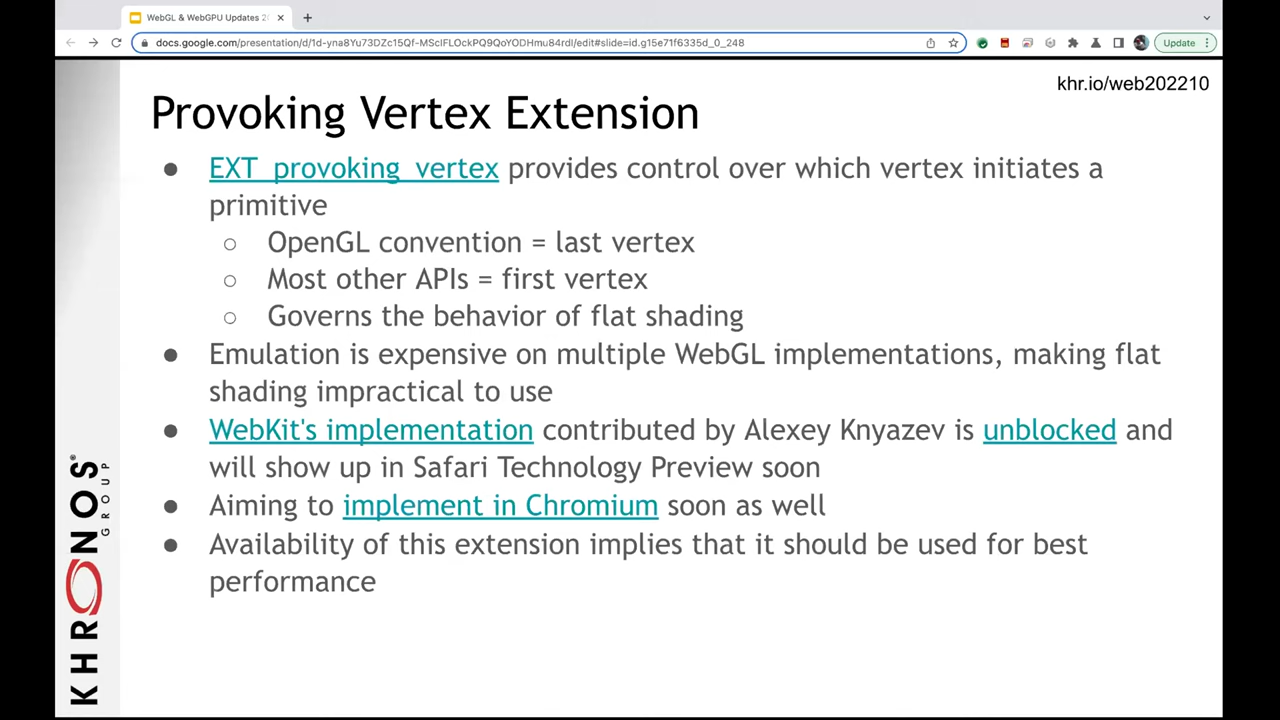 WebGL & WebGPU Updates 2
docs.google.com/presentation/d/1d-yna8Yu73DZc15Qf-MScIFLOckPQ9QoYODHmu84rdI/edit#slide=id.g15e71f6335d_0_248
Update
khr.io/web202210
Provoking Vertex Extension
● EXT_provoking_vertex provides control over which vertex initiates a
primitive
○ OpenGL convention = last vertex
○ Most other APIs = first vertex
○ Governs the behavior of flat shading
● Emulation is expensive on multiple WebGL implementations, making flat
shading impractical to use
● WebKit's implementation contributed by Alexey Knyazev is unblocked and
will show up in Safari Technology Preview soon
● Aiming to implement in Chromium soon as well
● Availability of this extension implies that it should be used for best
performance
KHRONOS®
GROUP